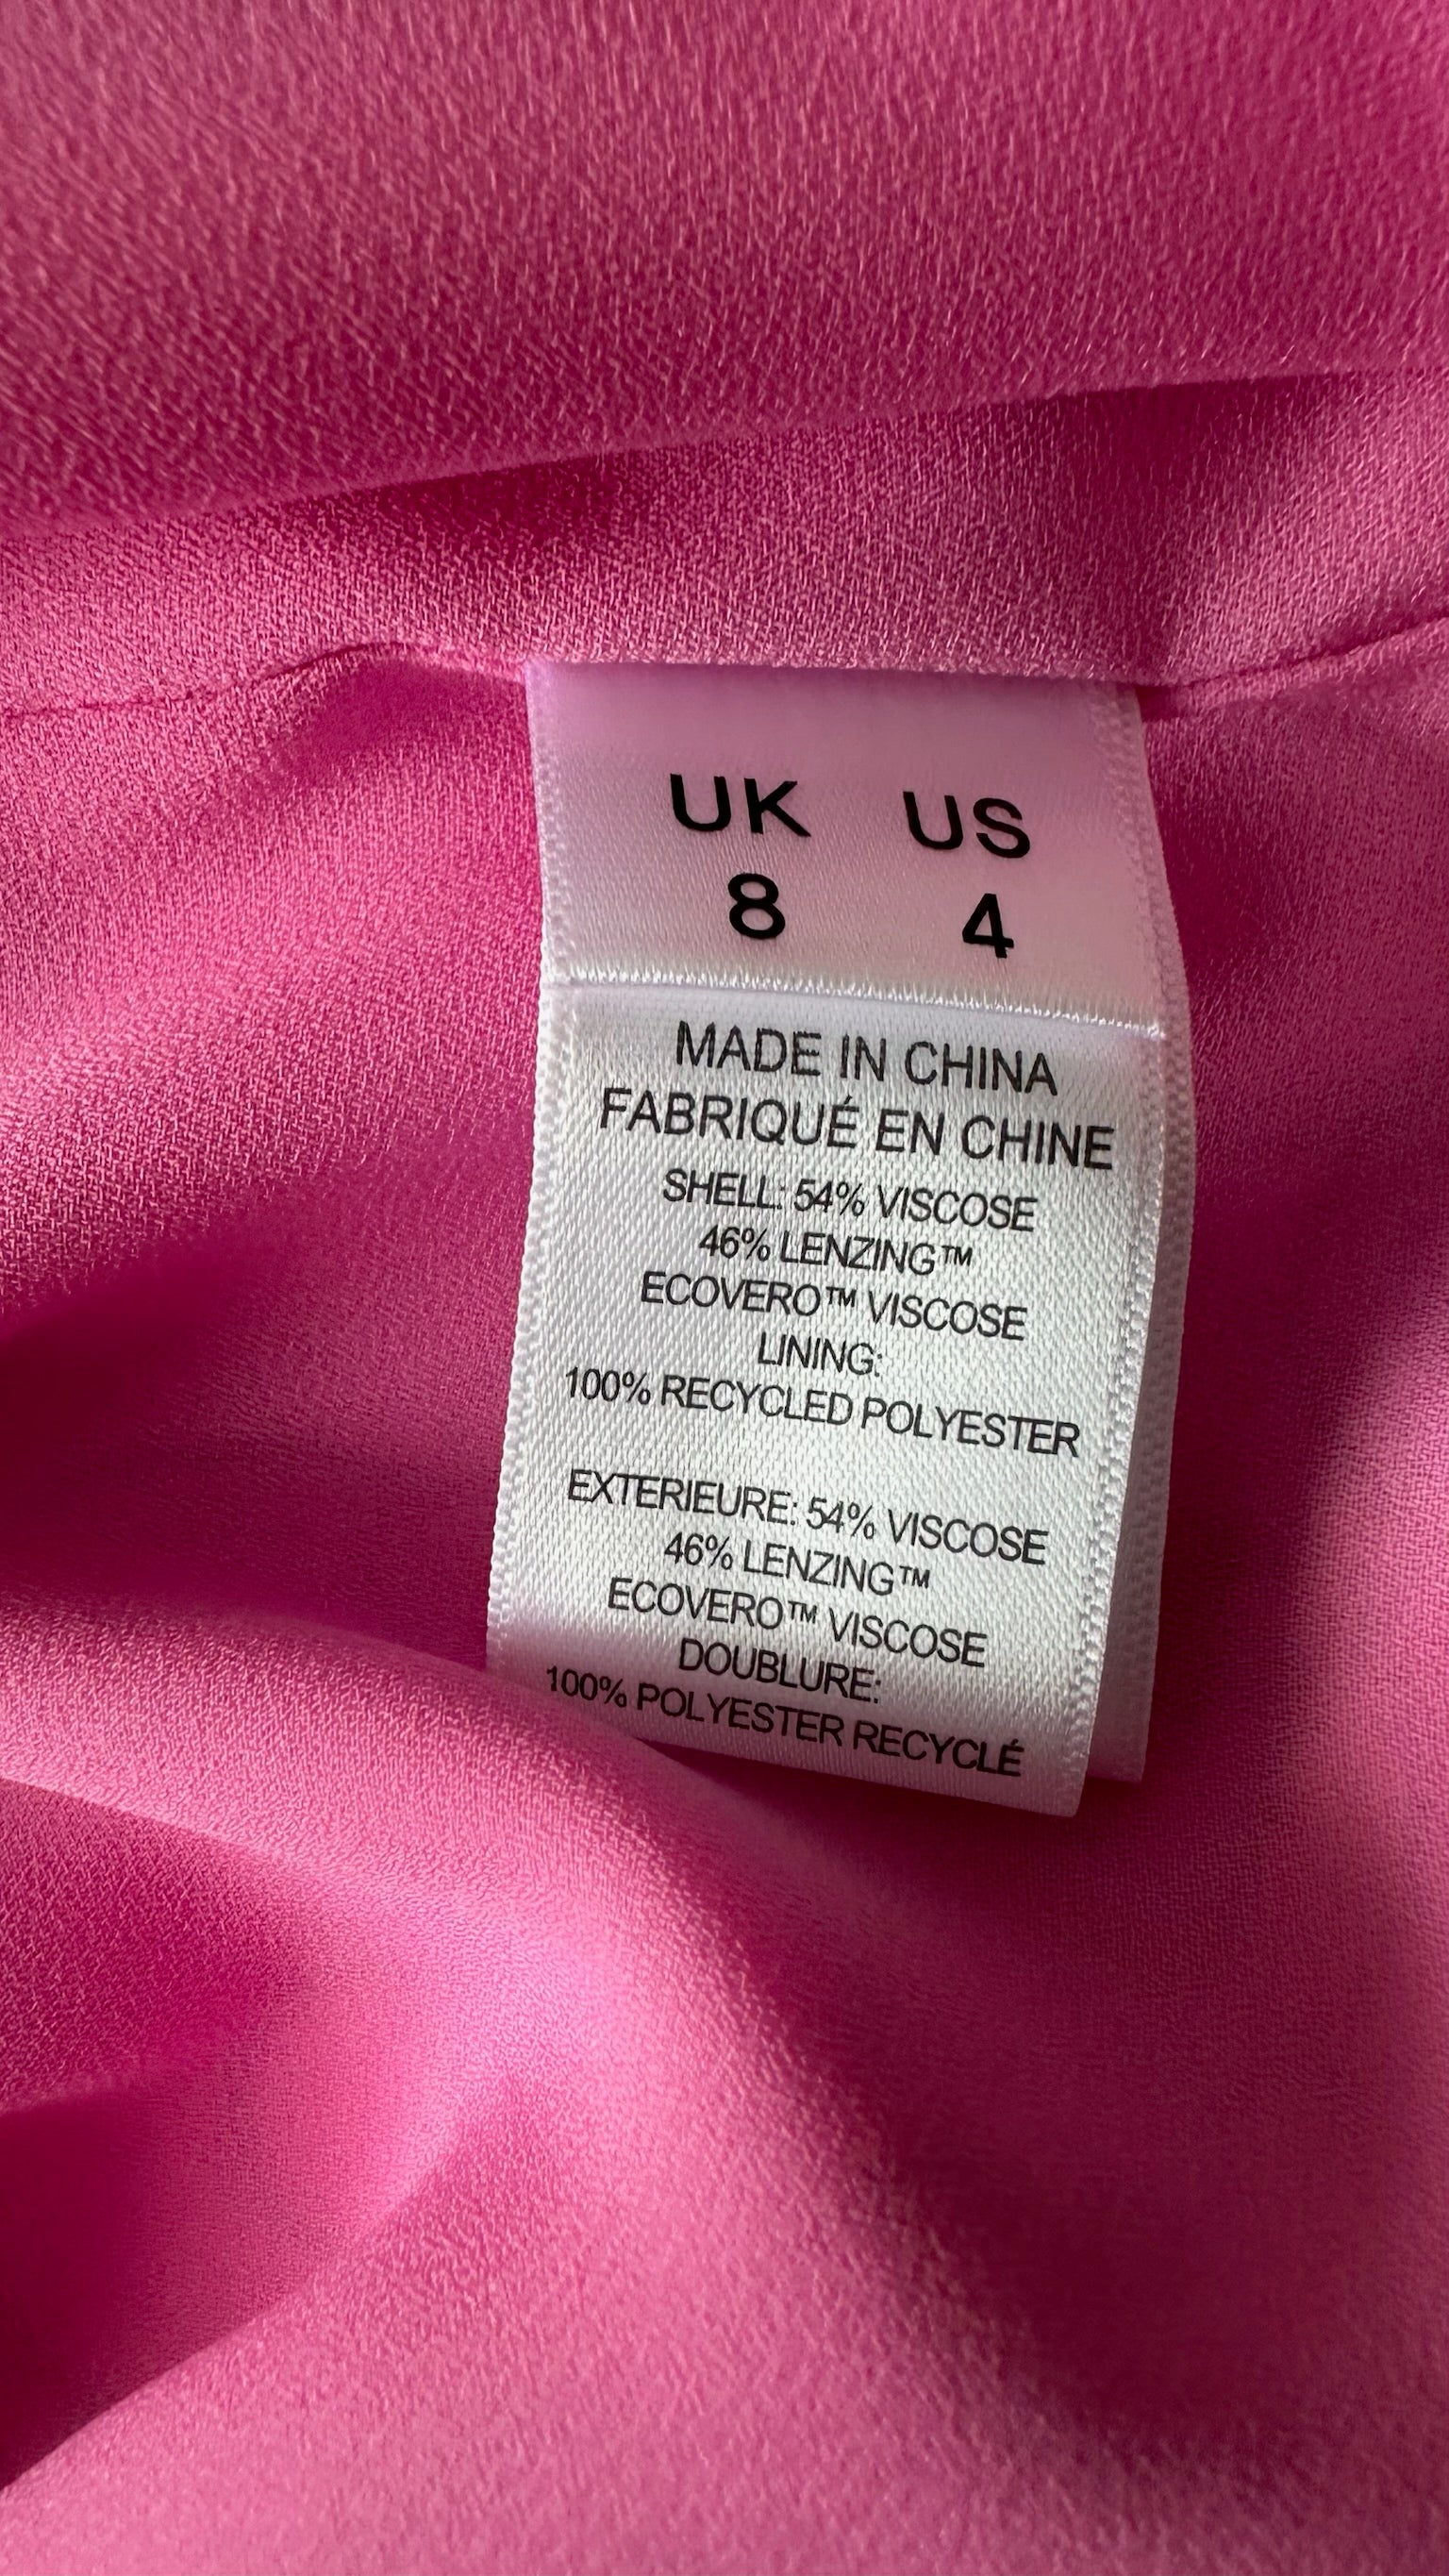 UK US
8 4
MADE IN CHINA
FABRIQUÉ EN CHINE
SHELL: 54% VISCOSE
46% LENZING™
ECOVERO™ VISCOSE
LINING:
100% RECYCLED POLYESTER
EXTERIEURE: 54% VISCOSE
46% LENZING™
ECOVERO™ VISCOSE
DOUBLURE:
100% POLYESTER RECYCLÉ